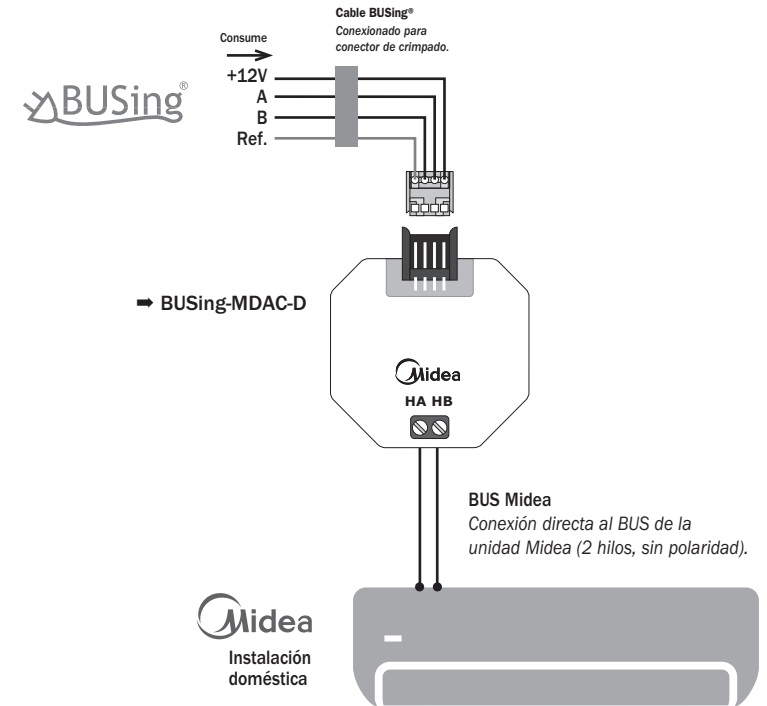 Cable BUSing®
Conexionado para
conector de crimpado.
Consume
+12V
A
B
Ref.
BUSing®
➡ BUSing-MDAC-D
Midea
HA HB
BUS Midea
Conexión directa al BUS de la
unidad Midea (2 hilos, sin polaridad).
Midea
Instalación
doméstica